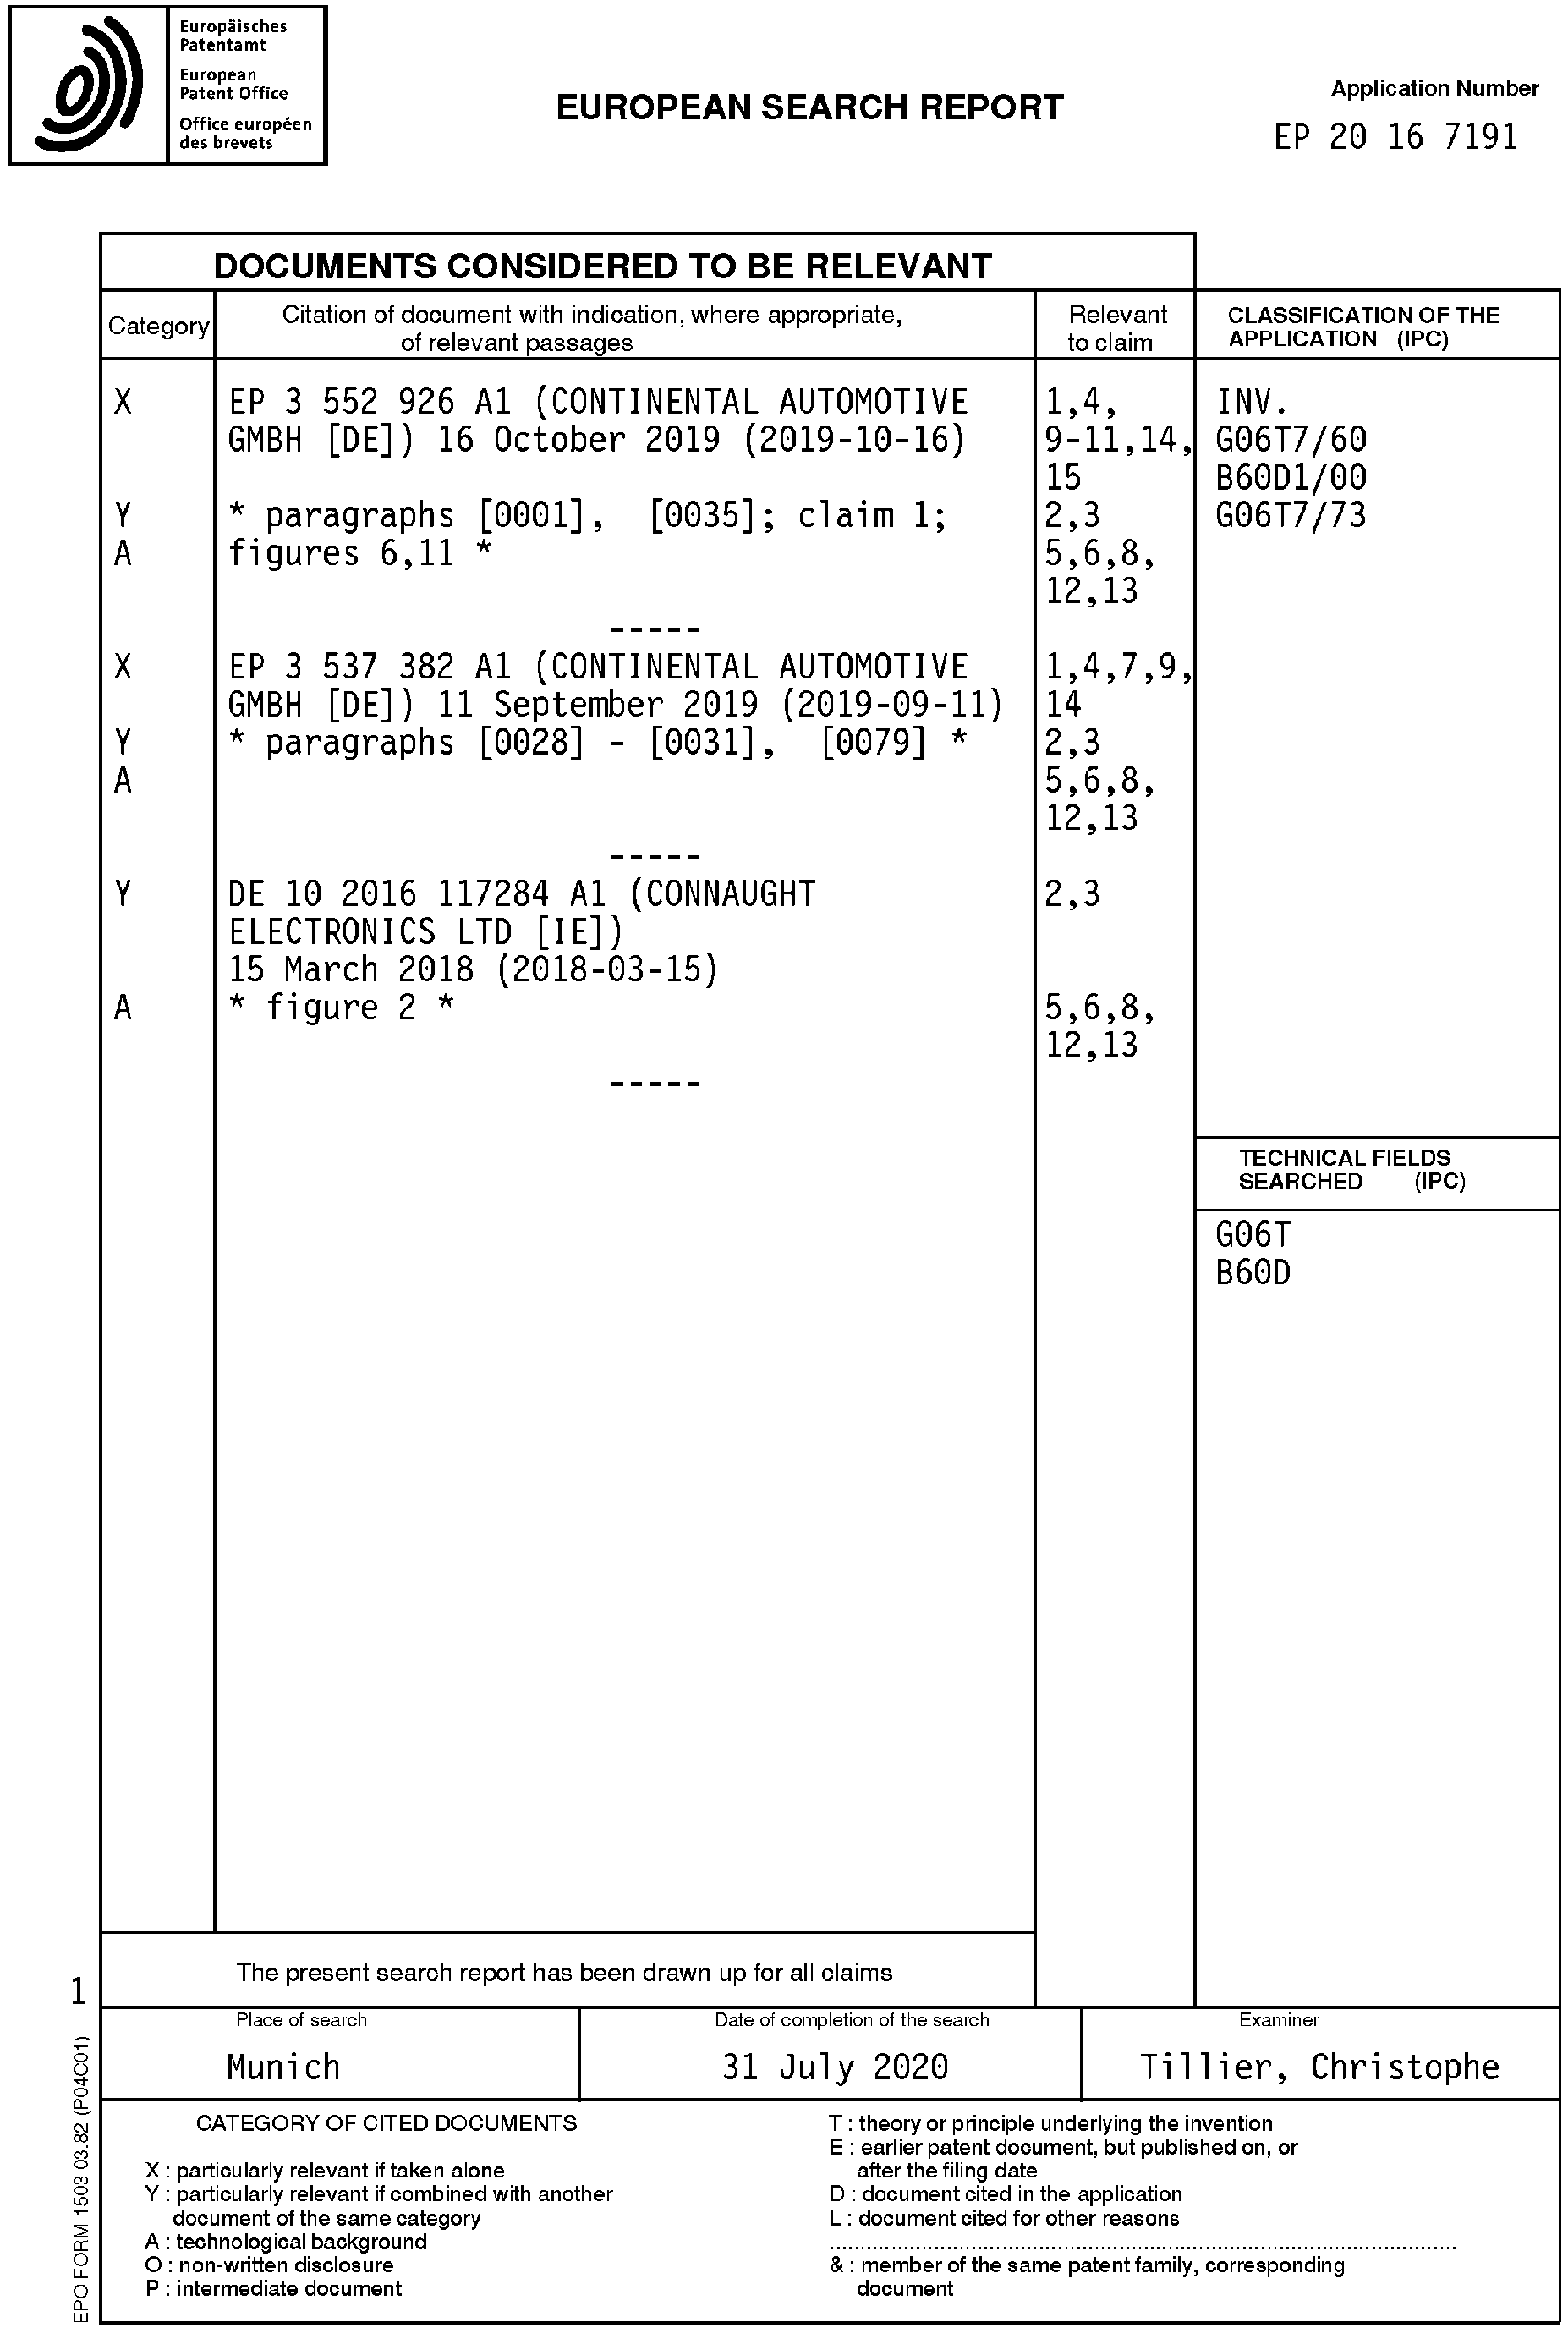 Europäisches
Patentamt
European
Patent Office
Office européen
des brevets
EUROPEAN SEARCH REPORT
Application Number
EP 20 16 7191
DOCUMENTS CONSIDERED TO BE RELEVANT
Category
Citation of document with indication, where appropriate,
of relevant passages
Relevant
to claim
CLASSIFICATION OF THE
APPLICATION (IPC)
X EP 3 552 926 A1 (CONTINENTAL AUTOMOTIVE 1,4, INV.
GMBH [DE]) 16 October 2019 (2019-10-16) 9-11,14, G06T7/60
15 B60D1/00
Y * paragraphs [0001], [0035]; claim 1; 2,3 G06T7/73
A figures 6,11 * 5,6,8,
12,13
-----
X EP 3 537 382 A1 (CONTINENTAL AUTOMOTIVE 1,4,7,9,
GMBH [DE]) 11 September 2019 (2019-09-11) 14
Y * paragraphs [0028] - [0031], [0079] * 2,3
A 5,6,8,
12,13
-----
Y DE 10 2016 117284 A1 (CONNAUGHT 2,3
ELECTRONICS LTD [IE])
15 March 2018 (2018-03-15)
A * figure 2 * 5,6,8,
12,13
-----
TECHNICAL FIELDS
SEARCHED (IPC)
G06T
B60D
The present search report has been drawn up for all claims
1
Place of search
Munich
Date of completion of the search
31 July 2020
Examiner
Tillier, Christophe
CATEGORY OF CITED DOCUMENTS
X : particularly relevant if taken alone
Y : particularly relevant if combined with another
document of the same category
A : technological background
O : non-written disclosure
P : intermediate document
T : theory or principle underlying the invention
E : earlier patent document, but published on, or
after the filing date
D : document cited in the application
L : document cited for other reasons
& : member of the same patent family, corresponding
document
EPO FORM 1503 03.82 (P04C01)